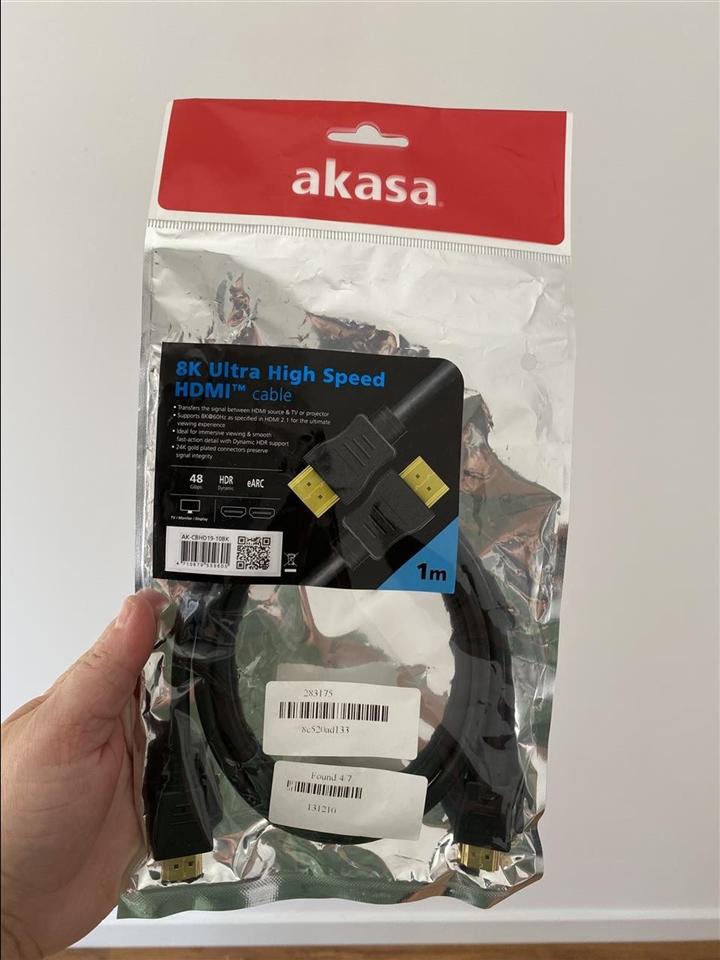 akasa
8K Ultra High Speed
HDMI™ cable
• Transfers the signal between HDMI source & TV or projector
• Supports 8K@60Hz as specified in HDMI 2.1 for the ultimate
viewing experience
• Ideal for immersive viewing & smooth
fast-action detail with Dynamic HDR support
• 24K gold plated connectors preserve
signal integrity
48
Gbps
HDR
Dynamic
eARC
TV / Monitor / Display
AK-CBHD19-10BK
1m
283175
8c520ad133
Found 4/7
131210